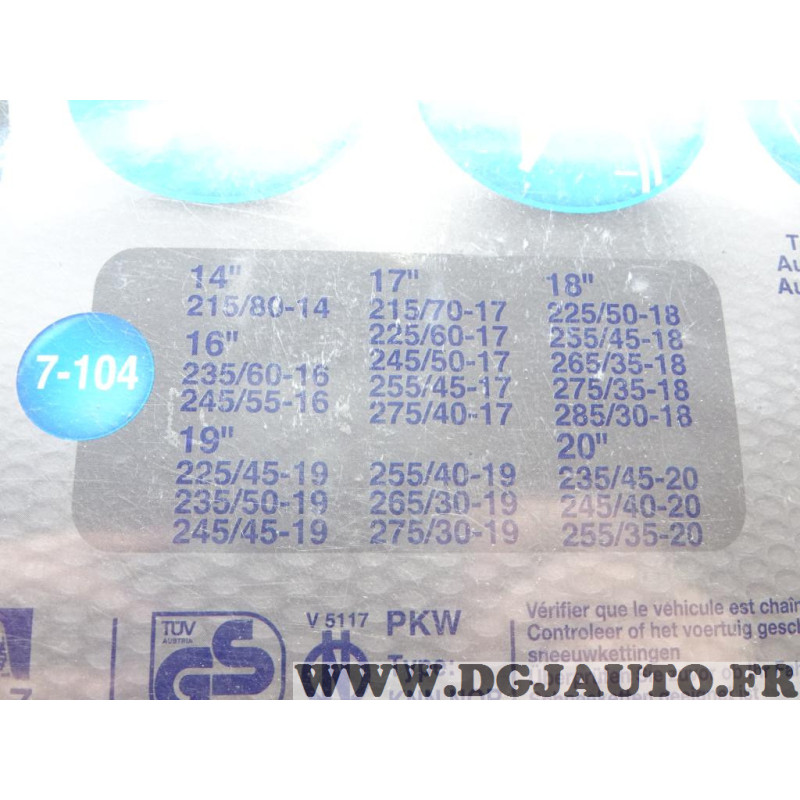 14"
215/80-14
16"
235/60-16
245/55-16
17"
215/70-17
225/60-17
245/50-17
255/45-17
275/40-17
18"
225/50-18
255/45-18
265/35-18
275/35-18
285/30-18
7-104
19"
225/45-19
235/50-19
245/45-19
255/40-19
265/30-19
275/30-19
20"
235/45-20
245/40-20
255/35-20
T
Au
Au
TÜV
AUSTRIA
GS
V 5117
PKW
Type:
Vérifier que le véhicule est chaîn
Controleer of het voertuig gesch
sneeuwkettingen
WWW.DGJAUTO.FR